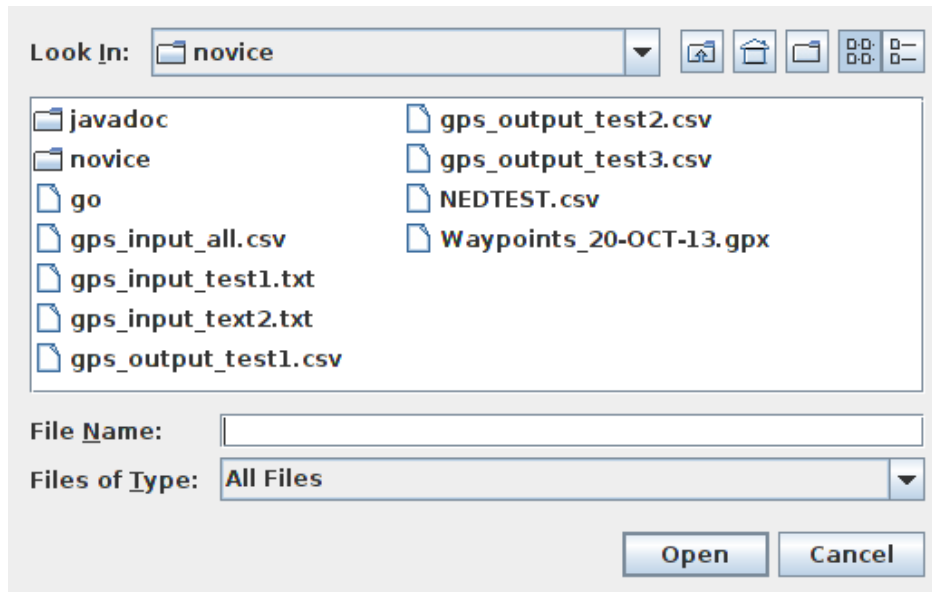 Look In: novice
javadoc
novice
go
gps_input_all.csv
gps_input_test1.txt
gps_input_text2.txt
gps_output_test1.csv
gps_output_test2.csv
gps_output_test3.csv
NEDTEST.csv
Waypoints_20-OCT-13.gpx
File Name:
Files of Type: All Files
Open Cancel